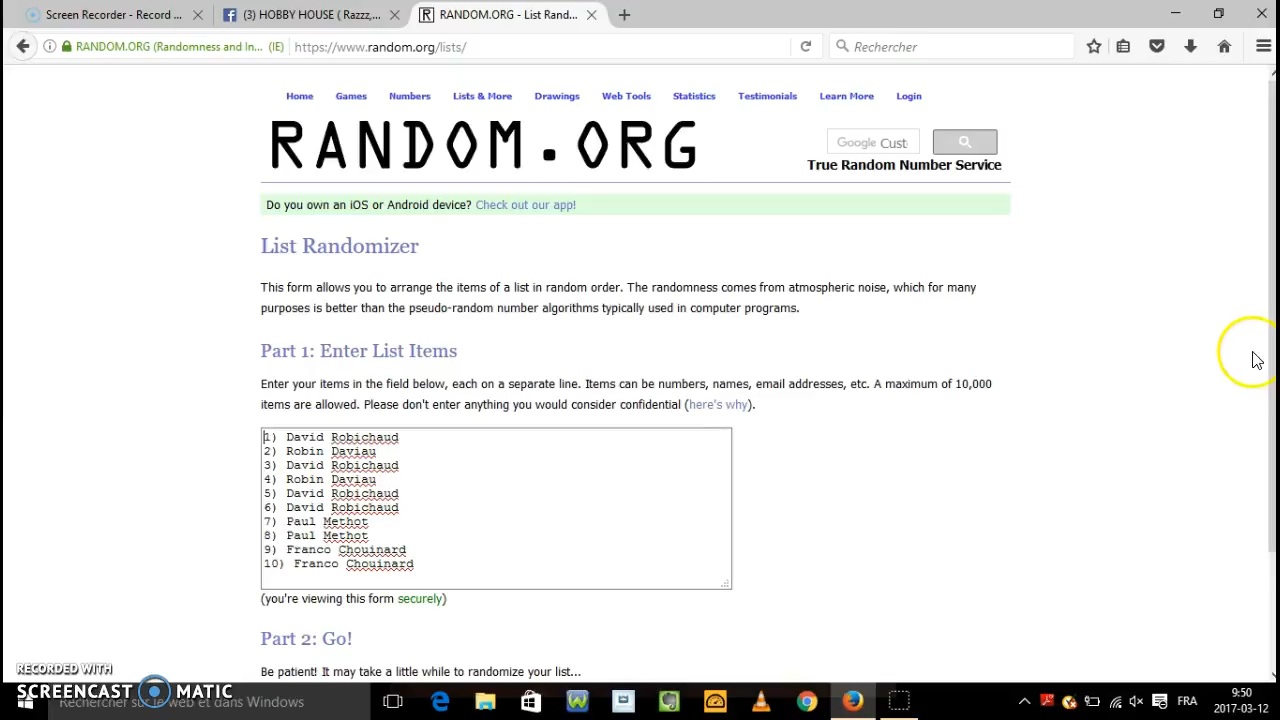 Screen Recorder - Record ...
(3) HOBBY HOUSE ( Razzz, ...
RANDOM.ORG - List Ran...
RANDOM.ORG (Randomness and In... (IE)
https://www.random.org/lists/
Rechercher
Home Games Numbers Lists & More Drawings Web Tools Statistics Testimonials Learn More Login
RANDOM.ORG
Google Cust
True Random Number Service
Do you own an iOS or Android device? Check out our app!
List Randomizer
This form allows you to arrange the items of a list in random order. The randomness comes from atmospheric noise, which for many
purposes is better than the pseudo-random number algorithms typically used in computer programs.
Part 1: Enter List Items
Enter your items in the field below, each on a separate line. Items can be numbers, names, email addresses, etc. A maximum of 10,000
items are allowed. Please don't enter anything you would consider confidential (here's why).
1) David Robichaud
2) Robin Daviau
3) David Robichaud
4) Robin Daviau
5) David Robichaud
6) David Robichaud
7) Paul Methot
8) Paul Methot
9) Franco Chouinard
10) Franco Chouinard
(you're viewing this form securely)
Part 2: Go!
Be patient! It may take a little while to randomize your list...
RECORDED WITH
SCREENCAST MATIC
Rechercher sur le web et dans Windows
FRA
9:50
2017-03-12